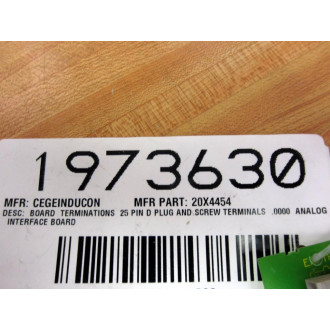 1973630
MFR: CEGEINDUCON MFR PART: 20X4454
DESC: BOARD TERMINATIONS 25 PIN D PLUG AND SCREW TERMINALS .0000 ANALOG
INTERFACE BOARD